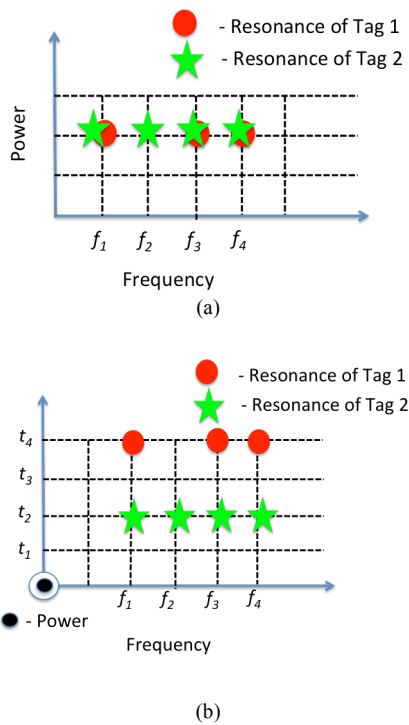 - Resonance of Tag 1
- Resonance of Tag 2
Power
f1 f2 f3 f4
Frequency
(a)
- Resonance of Tag 1
- Resonance of Tag 2
t4
t3
t2
t1
f1 f2 f3 f4
- Power
Frequency
(b)